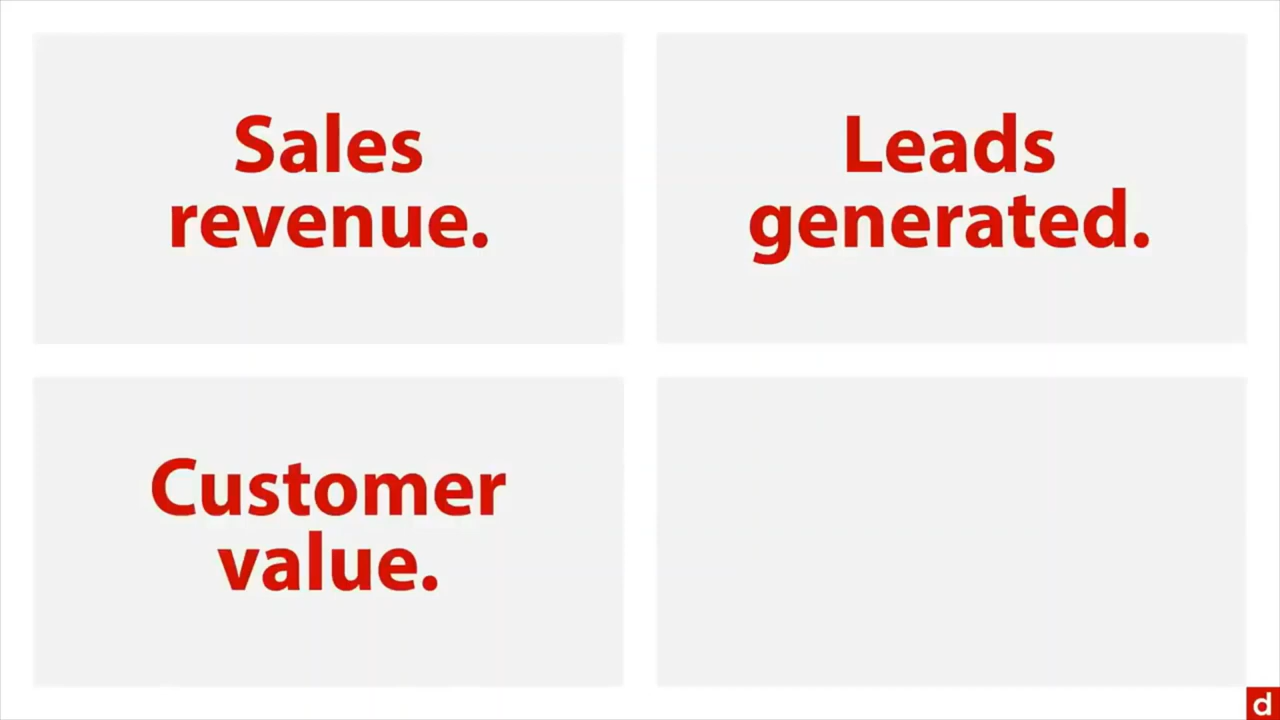 Sales
revenue.
Leads
generated.
Customer
value.
d